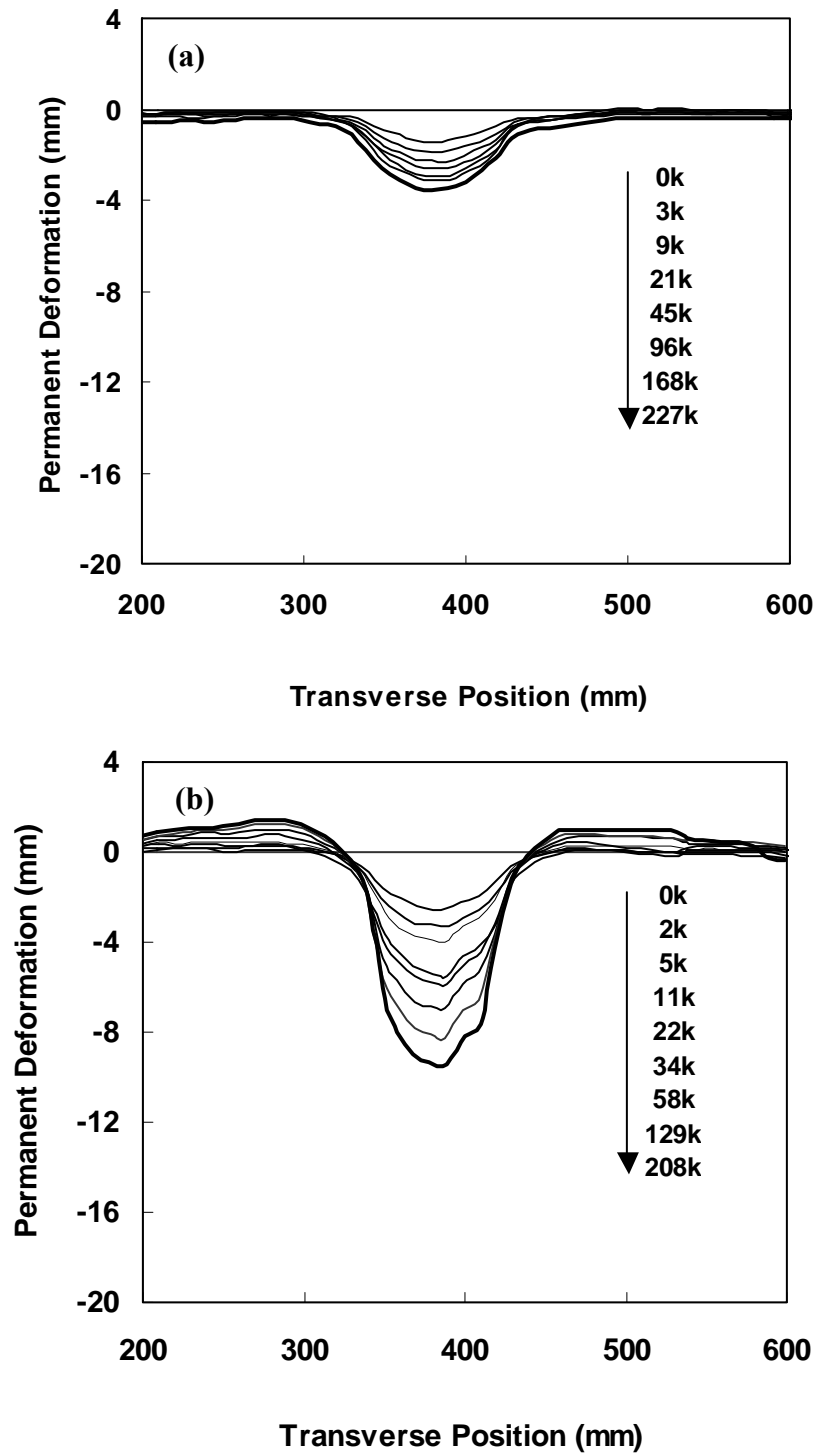 4
(a)
0
-4
-8
-12
-16
-20
Permanent Deformation (mm)
0k
3k
9k
21k
45k
96k
168k
227k
200 300 400 500 600
Transverse Position (mm)
4
(b)
0
-4
-8
-12
-16
-20
Permanent Deformation (mm)
0k
2k
5k
11k
22k
34k
58k
129k
208k
200 300 400 500 600
Transverse Position (mm)